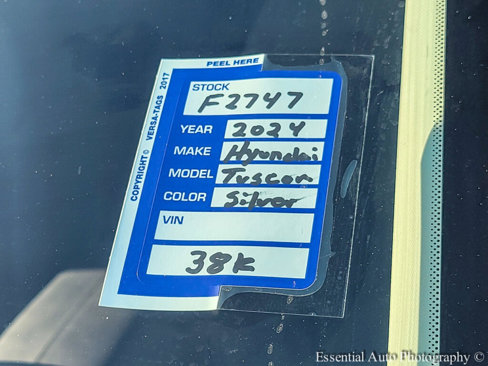 PEEL HERE
COPYRIGHT© VERSA-TAGS 2017
STOCK
F2747
YEAR 2024
MAKE Hyundai
MODEL Tuscon
COLOR Silver
VIN
38K
Essential Auto Photography ©